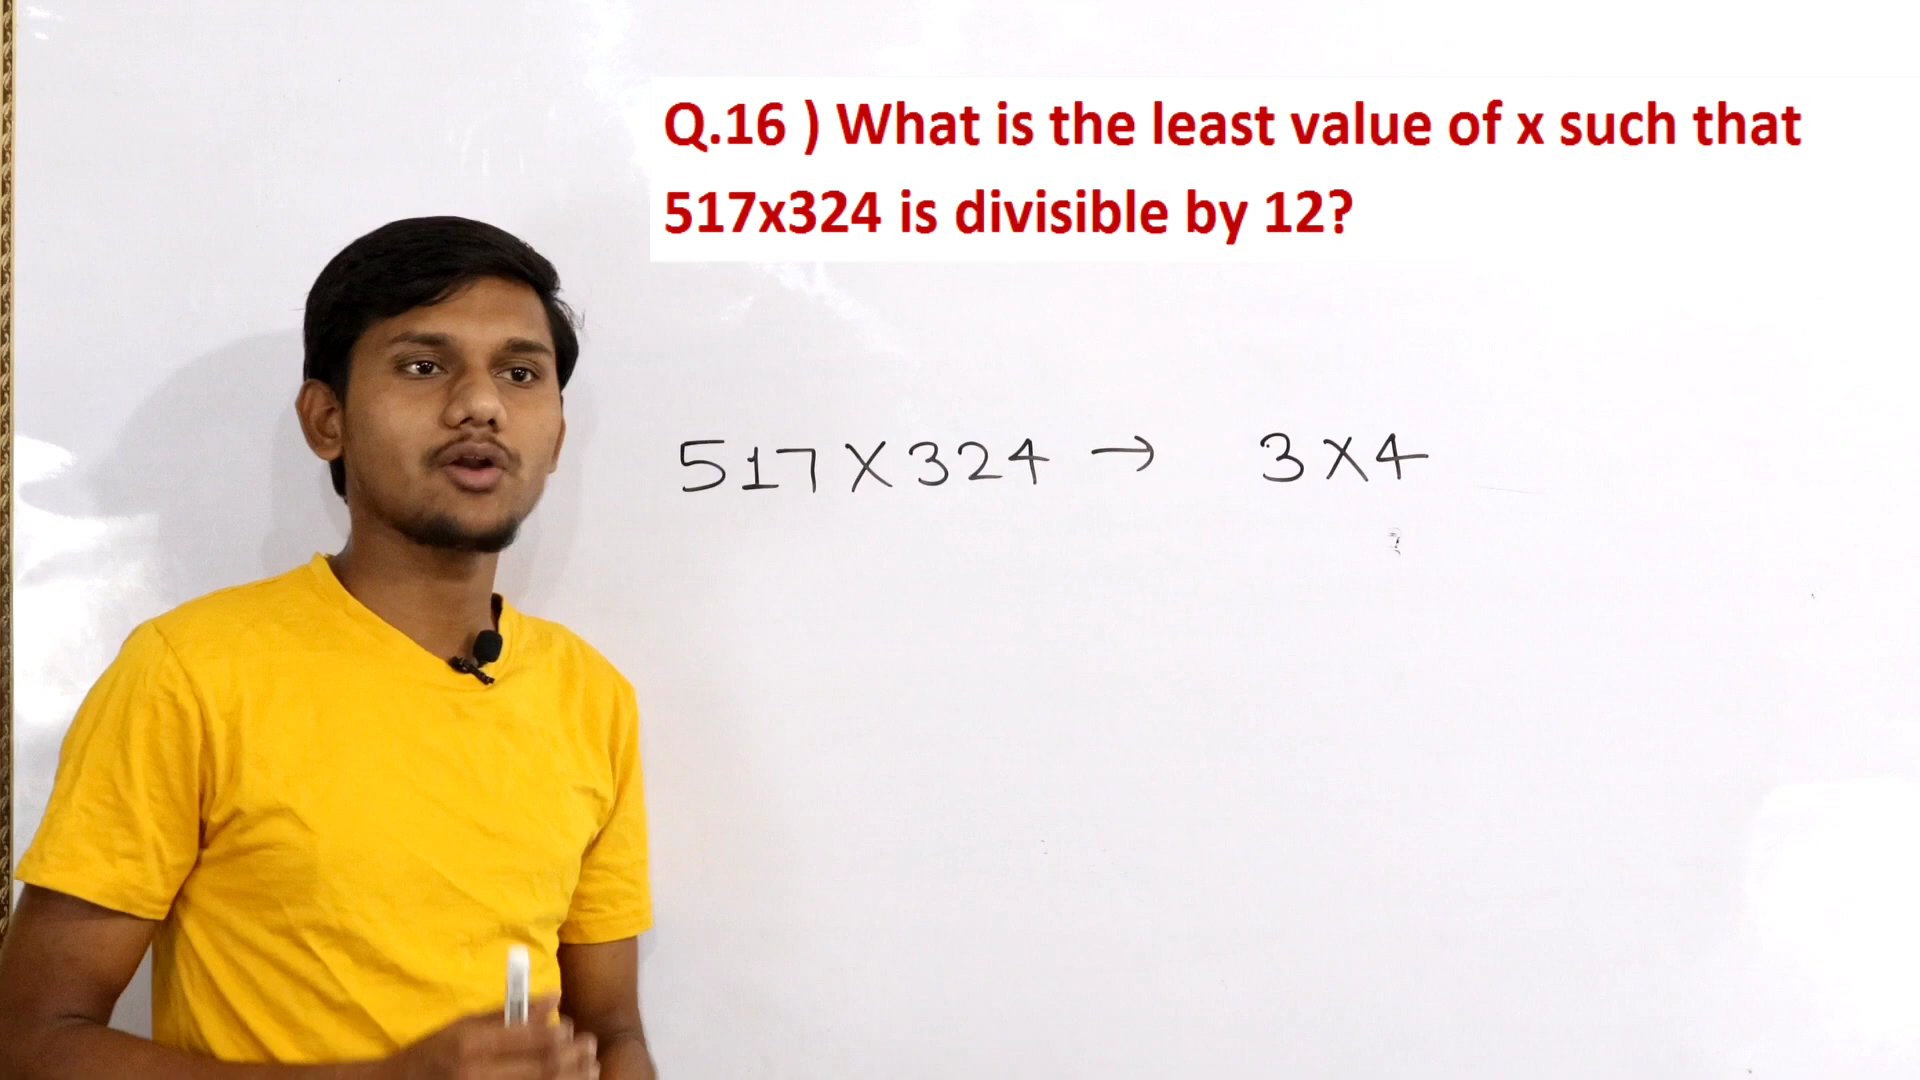 Q.16 ) What is the least value of x such that
517x324 is divisible by 12?
517X324 → 3X4